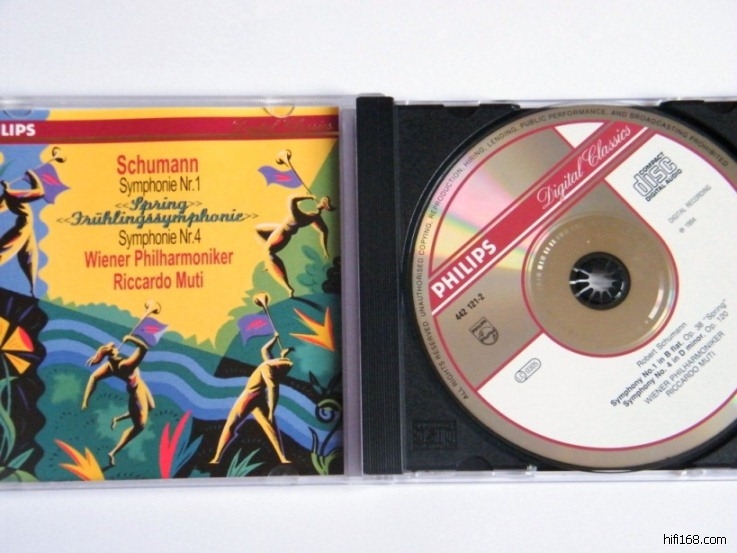 LIPS
Schumann
Symphonie Nr.1
«Spring»
«Frühlingssymphonie»
Symphonie Nr.4
Wiener Philharmoniker
Riccardo Muti
ALL RIGHTS RESERVED. UNAUTHORISED COPYING, REPRODUCTION, HIRING, LENDING, PUBLIC PERFORMANCE, AND BROADCASTING PROHIBITED
PHILIPS Digital Classics
442 121-2
COMPACT
disc
DIGITAL AUDIO
DIGITAL RECORDING
℗ 1994
Robert Schumann
Symphony No.1 in B flat, Op. 38 "Spring"
Symphony No. 4 in D minor, Op. 120
WIENER PHILHARMONIKER
RICCARDO MUTI
hifi168.com